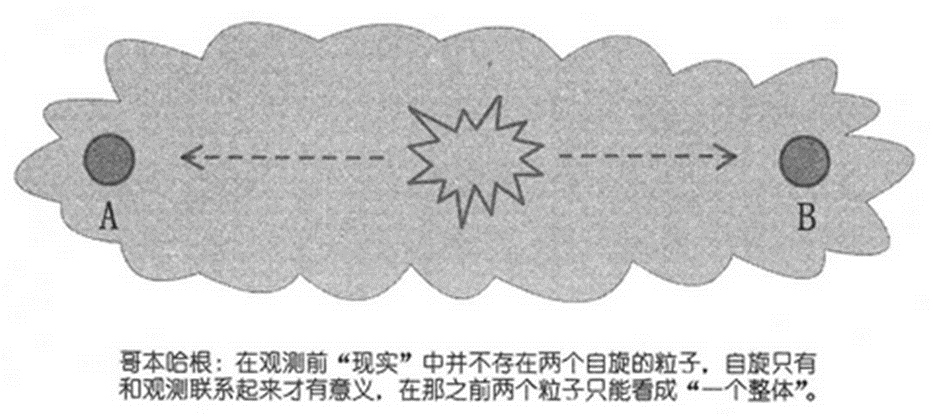 A
B
哥本哈根：在观测前“现实”中并不存在两个自旋的粒子，自旋只有
和观测联系起来才有意义，在那之前两个粒子只能看成“一个整体”。